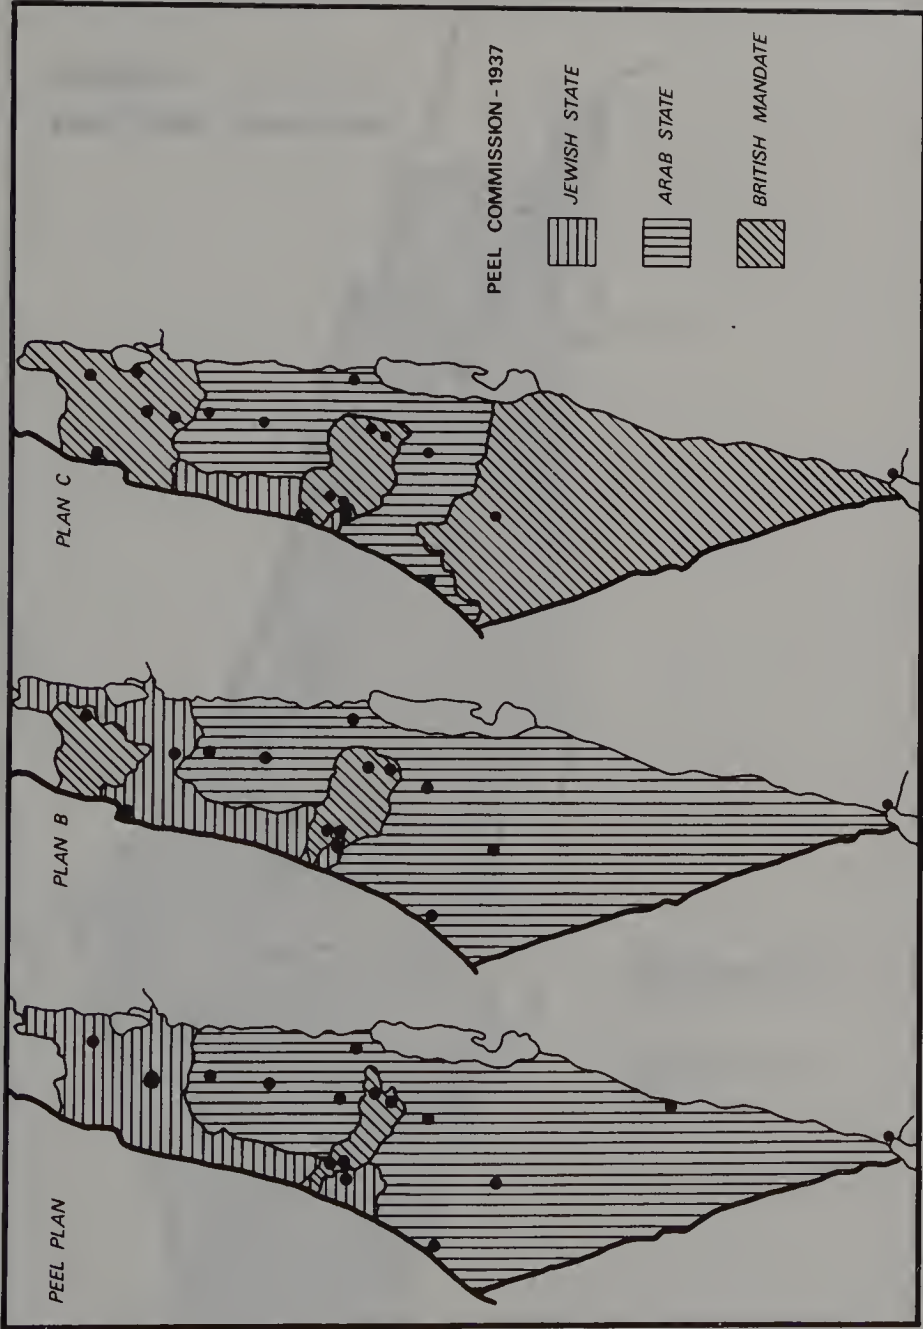 PEEL PLAN
PLAN B
PLAN C
PEEL COMMISSION - 1937
JEWISH STATE
ARAB STATE
BRITISH MANDATE